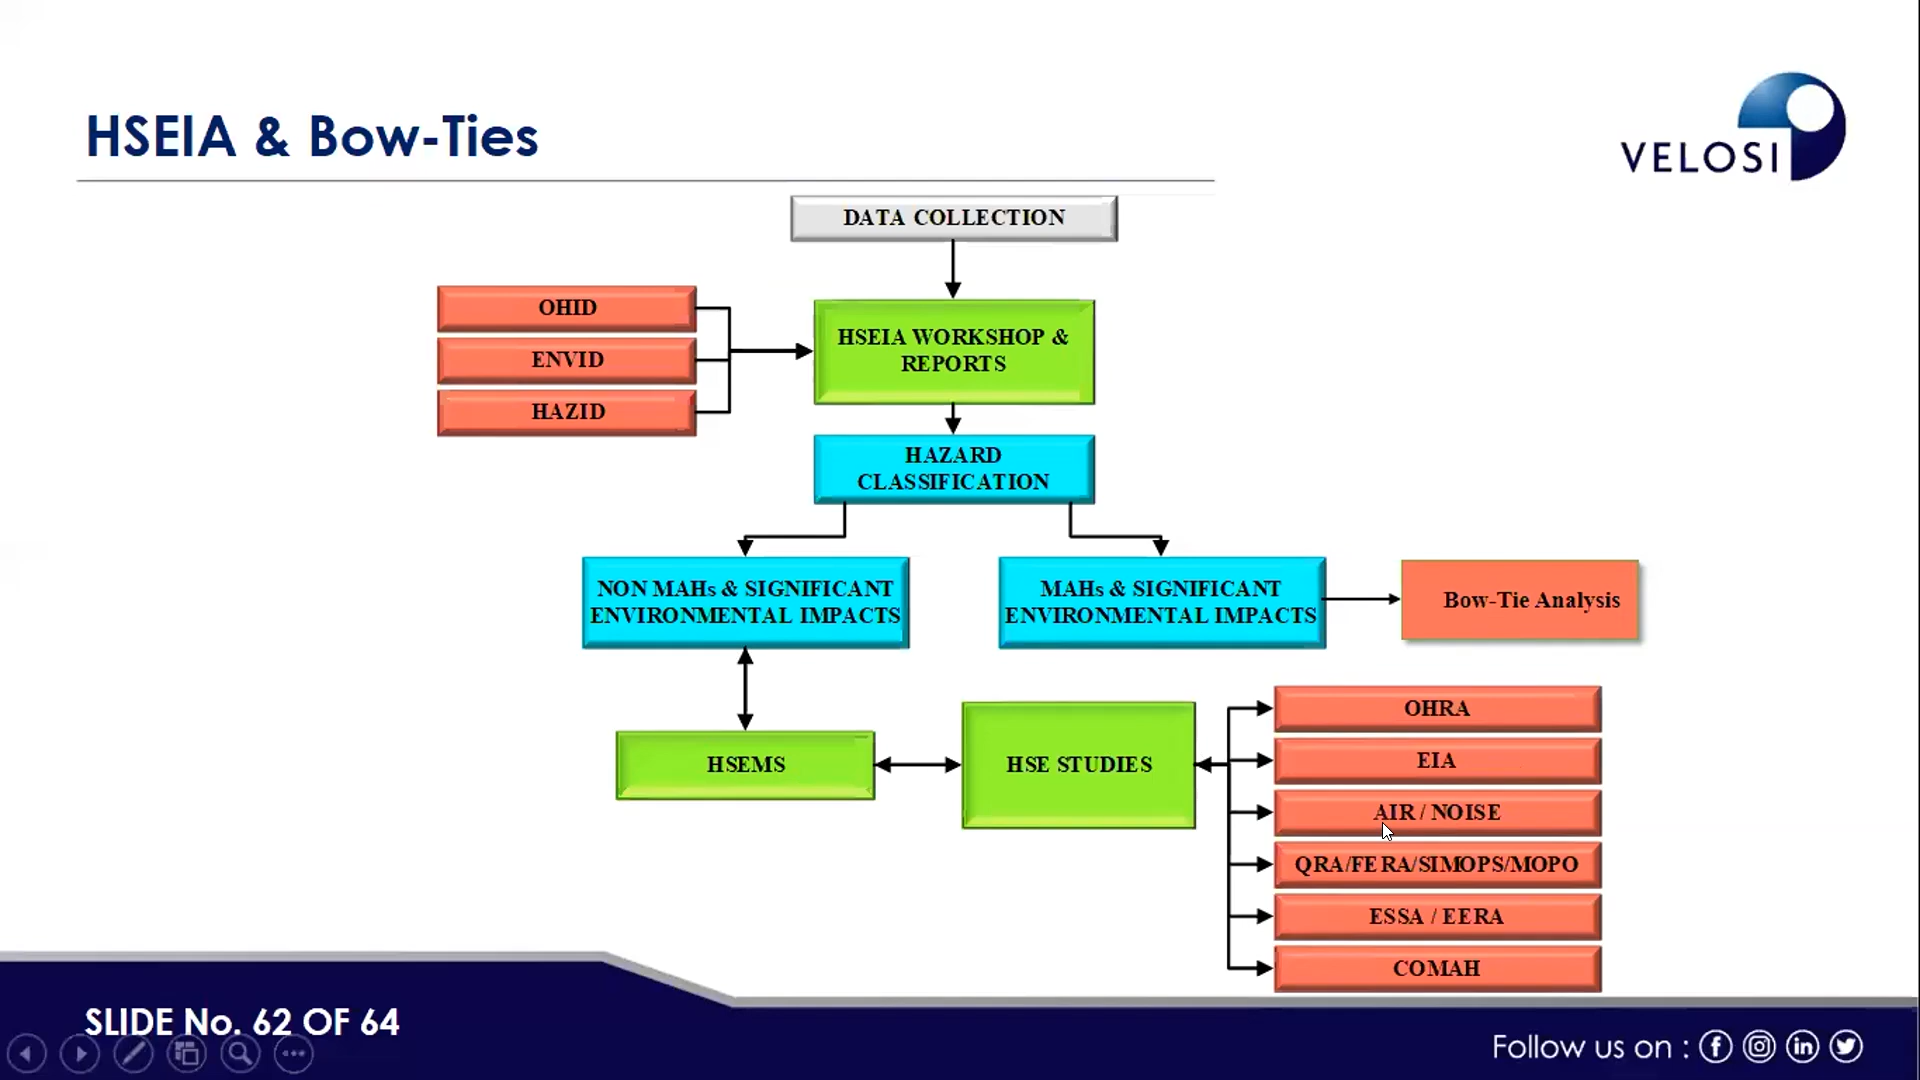 HSEIA & Bow-Ties
VELOSI
DATA COLLECTION
OHID
ENVID
HAZID
HSEIA WORKSHOP &
REPORTS
HAZARD
CLASSIFICATION
NON MAHs & SIGNIFICANT
ENVIRONMENTAL IMPACTS
MAHs & SIGNIFICANT
ENVIRONMENTAL IMPACTS
Bow-Tie Analysis
HSEMS
HSE STUDIES
OHRA
EIA
AIR / NOISE
QRA/FERA/SIMOPS/MOPO
ESSA / EERA
COMAH
SLIDE No. 62 OF 64
Follow us on :